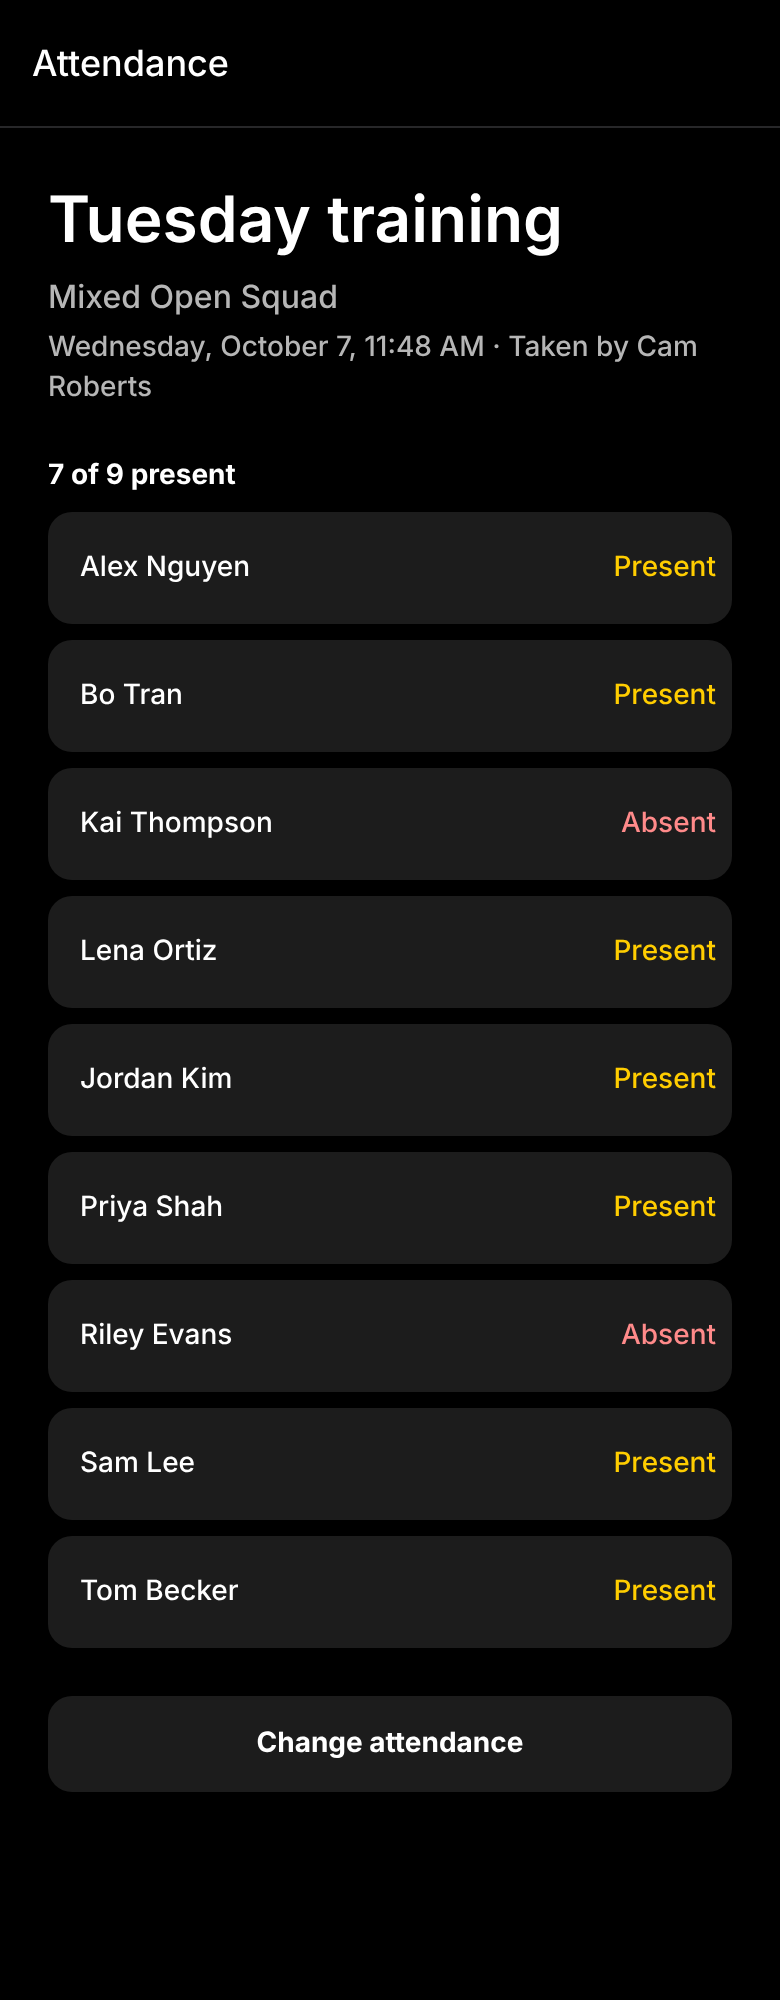 Attendance
Tuesday training
Mixed Open Squad
Wednesday, October 7, 11:48 AM · Taken by Cam
Roberts
7 of 9 present
Alex Nguyen Present
Bo Tran Present
Kai Thompson Absent
Lena Ortiz Present
Jordan Kim Present
Priya Shah Present
Riley Evans Absent
Sam Lee Present
Tom Becker Present
Change attendance